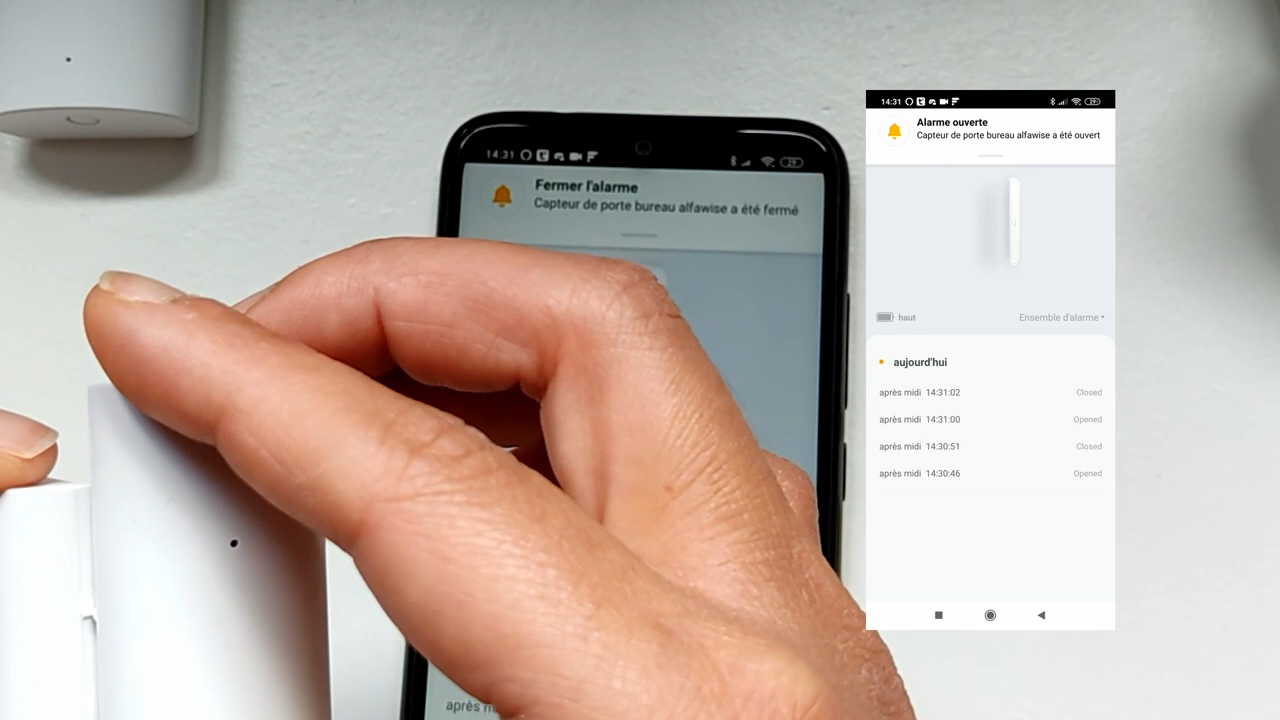 14:31
29
Fermer l'alarme
Capteur de porte bureau alfawise a été fermé
après
14:31
29
Alarme ouverte
Capteur de porte bureau alfawise a été ouvert
haut
Ensemble d'alarme
aujourd'hui
après midi 14:31:02 Closed
après midi 14:31:00 Opened
après midi 14:30:51 Closed
après midi 14:30:46 Opened